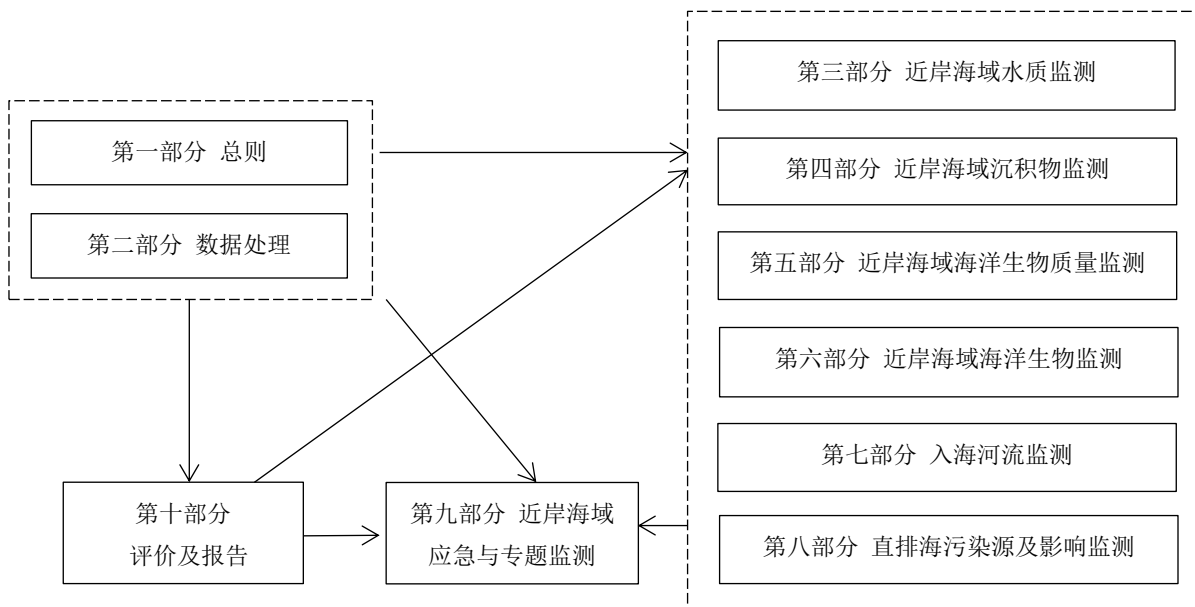 第一部分 总则
第二部分 数据处理
第三部分 近岸海域水质监测
第四部分 近岸海域沉积物监测
第五部分 近岸海域海洋生物质量监测
第六部分 近岸海域海洋生物监测
第七部分 入海河流监测
第八部分 直排海污染源及影响监测
第十部分
评价及报告
第九部分 近岸海域
应急与专题监测